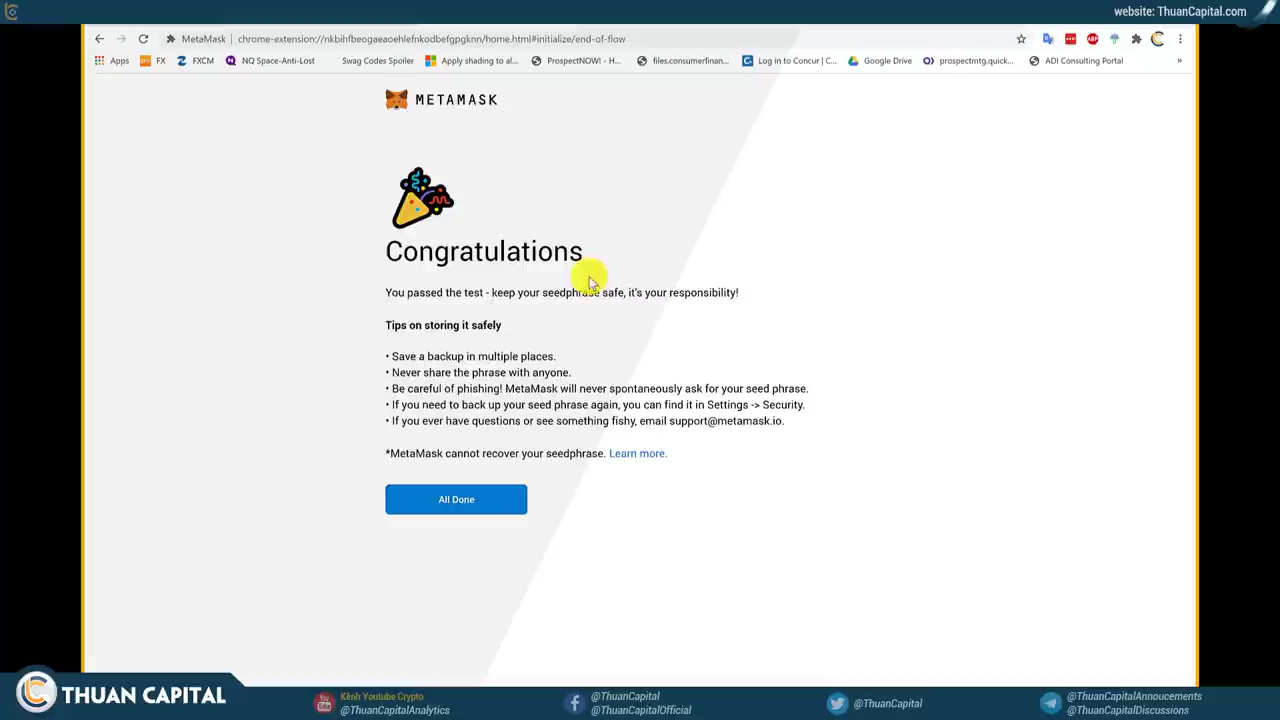 website: ThuanCapital.com
MetaMask chrome-extension://nkbihfbeogaeaoehlefnkodbefgpgknn/home.html#initialize/end-of-flow
Apps FX FXCM NQ Space-Anti-Lost Swag Codes Spoiler Apply shading to al... ProspectNOW! - H... files.consumerfinan... Log in to Concur | C... Google Drive prospectmtg.quick... ADI Consulting Portal »
METAMASK
Congratulations
You passed the test - keep your seedphrase safe, it's your responsibility!
Tips on storing it safely
• Save a backup in multiple places.
• Never share the phrase with anyone.
• Be careful of phishing! MetaMask will never spontaneously ask for your seed phrase.
• If you need to back up your seed phrase again, you can find it in Settings -> Security.
• If you ever have questions or see something fishy, email support@metamask.io.
*MetaMask cannot recover your seedphrase. Learn more.
All Done
THUAN CAPITAL
Kênh Youtube Crypto
@ThuanCapitalAnalytics
@ThuanCapital
@ThuanCapitalOfficial
@ThuanCapital
@ThuanCapitalAnnoucements
@ThuanCapitalDiscussions